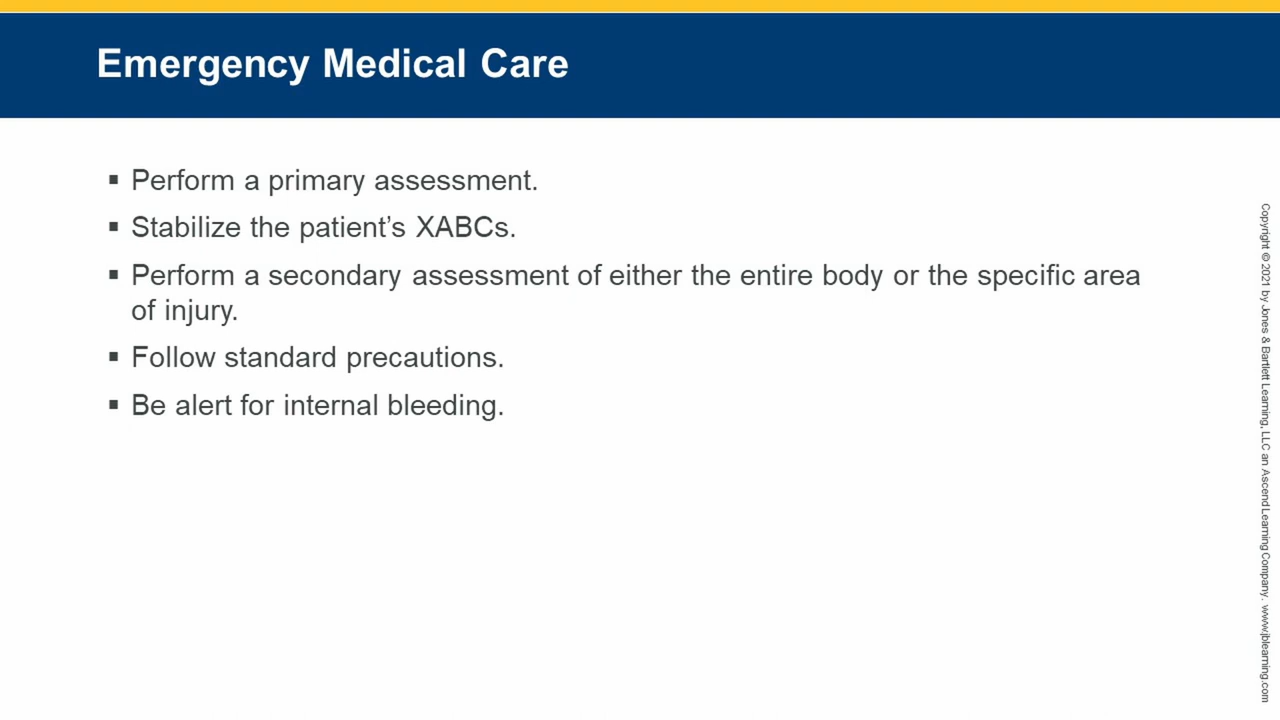 Emergency Medical Care
▪ Perform a primary assessment.
▪ Stabilize the patient’s XABCs.
▪ Perform a secondary assessment of either the entire body or the specific area
of injury.
▪ Follow standard precautions.
▪ Be alert for internal bleeding.
Copyright © 2021 by Jones & Bartlett Learning, LLC an Ascend Learning Company. www.jblearning.com